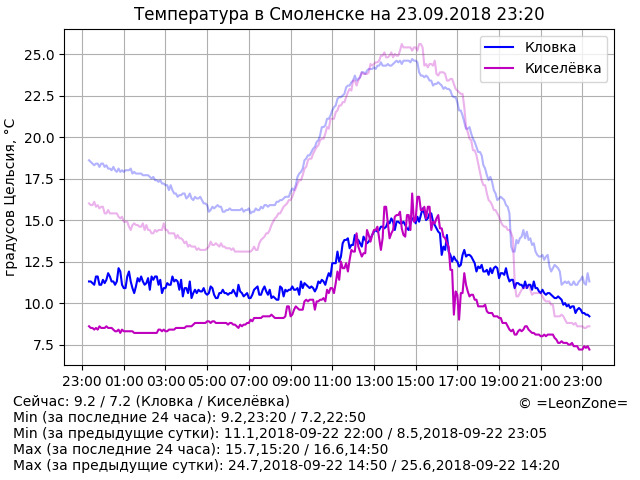 Температура в Смоленске на 23.09.2018 23:20
градусов Цельсия, °C
25.0
22.5
20.0
17.5
15.0
12.5
10.0
7.5
Кловка
Киселёвка
23:00 01:00 03:00 05:00 07:00 09:00 11:00 13:00 15:00 17:00 19:00 21:00 23:00
Сейчас: 9.2 / 7.2 (Кловка / Киселёвка)
© =LeonZone=
Min (за последние 24 часа): 9.2,23:20 / 7.2,22:50
Min (за предыдущие сутки): 11.1,2018-09-22 22:00 / 8.5,2018-09-22 23:05
Max (за последние 24 часа): 15.7,15:20 / 16.6,14:50
Max (за предыдущие сутки): 24.7,2018-09-22 14:50 / 25.6,2018-09-22 14:20